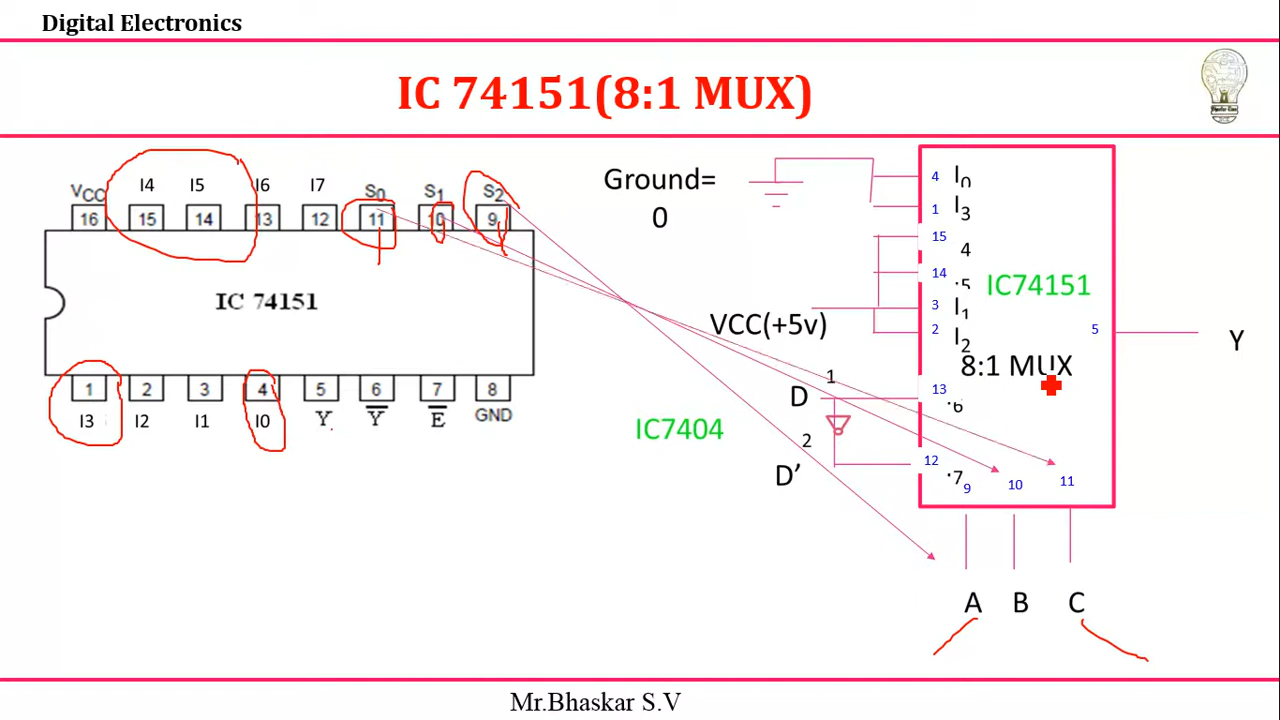 Digital Electronics
IC 74151(8:1 MUX)
VCC I4 I5 I6 I7 S0 S1 S2
16 15 14 13 12 11 10 9
IC 74151
1 2 3 4 5 6 7 8
I3 I2 I1 I0 Y Y̅ E̅ GND
Ground=
0
VCC(+5v)
D
1
2
D’
IC7404
4 I0
1 I3
15 4
14 5
3 I1
2 I2
13 6
12 7
IC74151
8:1 MUX
5
Y
9 10 11
A B C
Mr.Bhaskar S.V